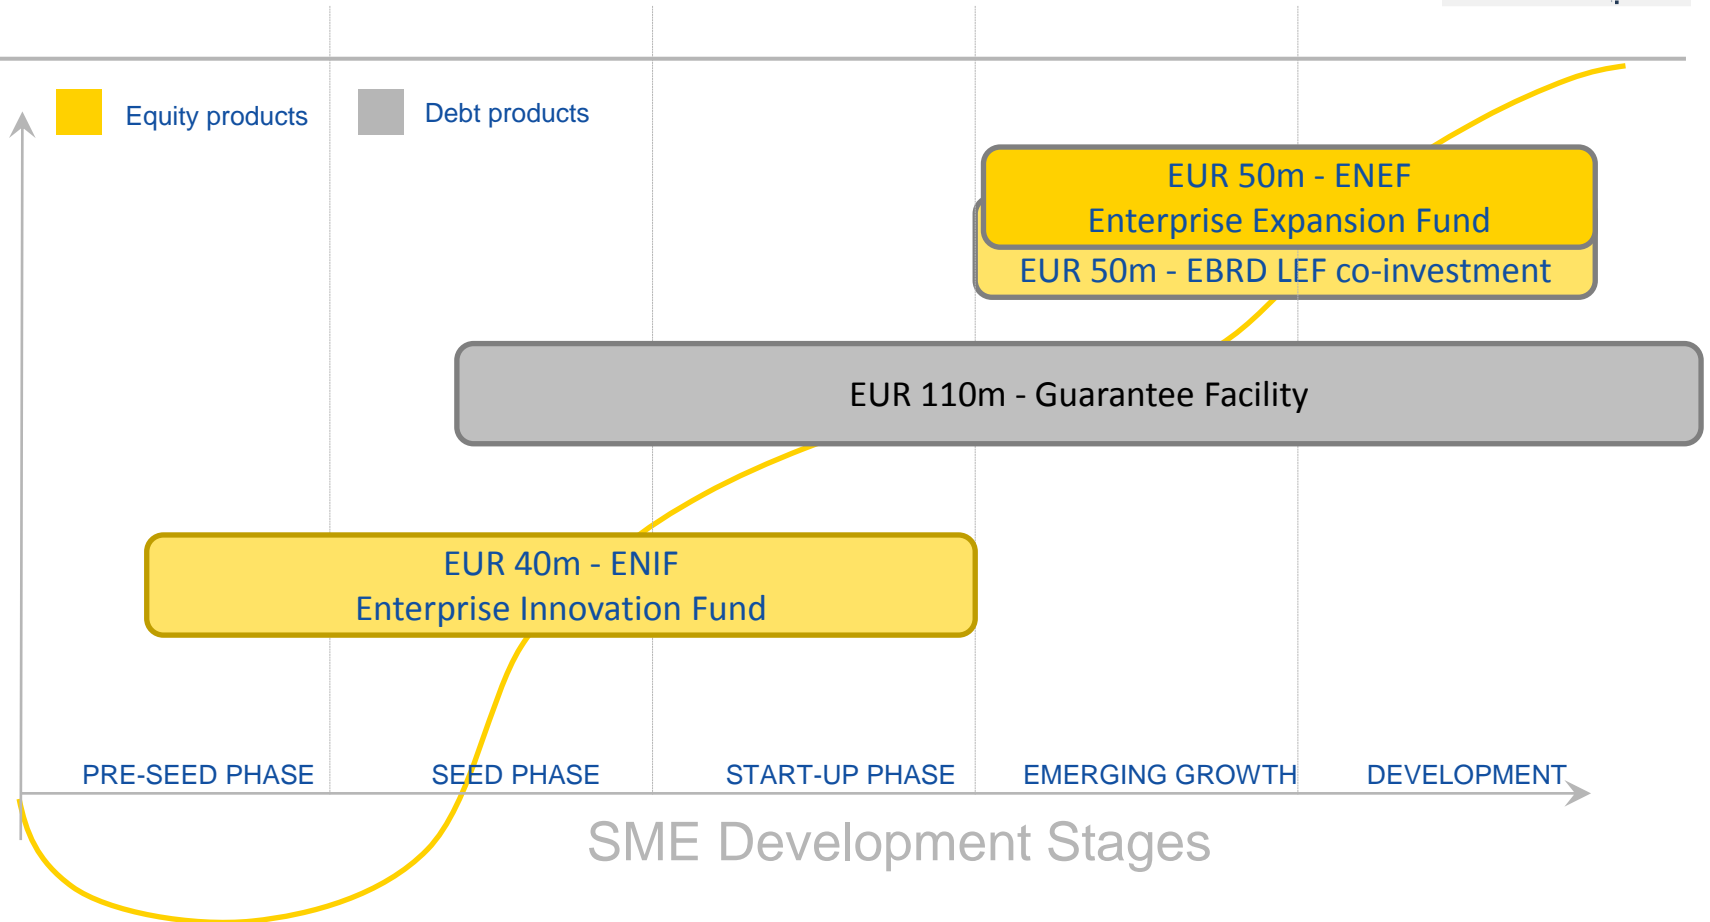 Equity products
Debt products
EUR 50m - ENEF
Enterprise Expansion Fund
EUR 50m - EBRD LEF co-investment
EUR 110m - Guarantee Facility
EUR 40m - ENIF
Enterprise Innovation Fund
PRE-SEED PHASE
SEED PHASE
START-UP PHASE
EMERGING GROWTH
DEVELOPMENT
SME Development Stages